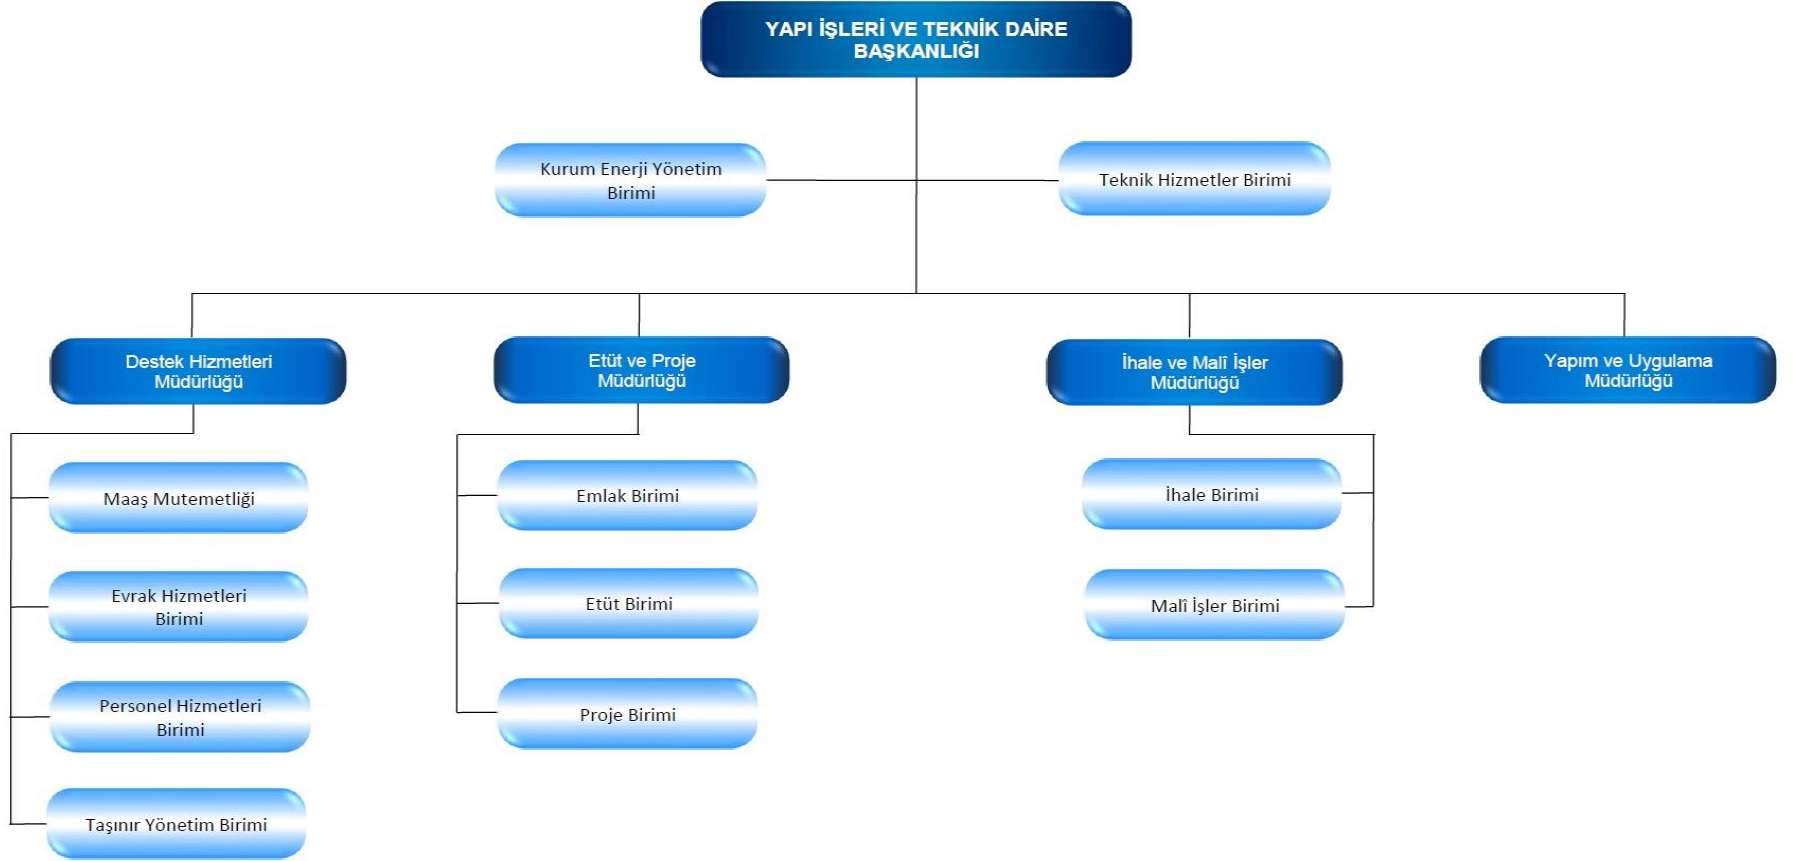 YAPI İŞLERİ VE TEKNİK DAİRE
BAŞKANLIĞI
Kurum Enerji Yönetim
Birimi
Teknik Hizmetler Birimi
Destek Hizmetleri
Müdürlüğü
Etüt ve Proje
Müdürlüğü
İhale ve Malî İşler
Müdürlüğü
Yapım ve Uygulama
Müdürlüğü
Maaş Mutemetliği
Emlak Birimi
İhale Birimi
Evrak Hizmetleri
Birimi
Etüt Birimi
Malî İşler Birimi
Personel Hizmetleri
Birimi
Proje Birimi
Taşınır Yönetim Birimi